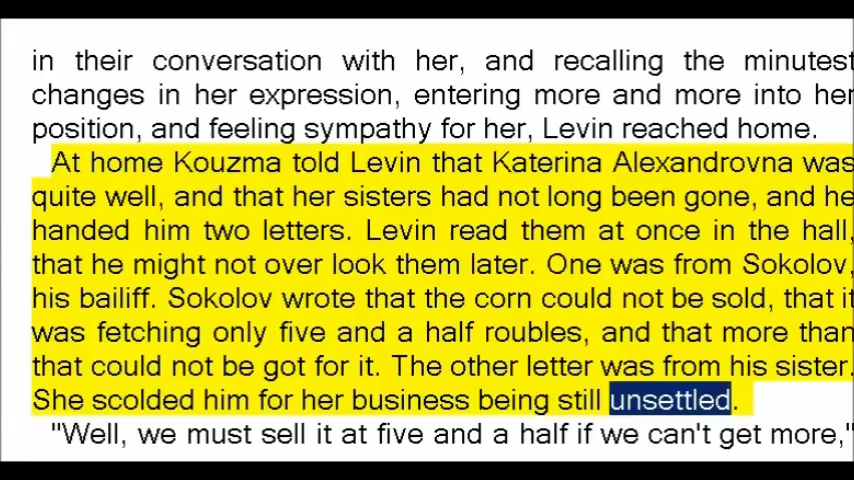 in their conversation with her, and recalling the minutest
changes in her expression, entering more and more into her
position, and feeling sympathy for her, Levin reached home.
At home Kouzma told Levin that Katerina Alexandrovna was
quite well, and that her sisters had not long been gone, and he
handed him two letters. Levin read them at once in the hall,
that he might not over look them later. One was from Sokolov,
his bailiff. Sokolov wrote that the corn could not be sold, that it
was fetching only five and a half roubles, and that more than
that could not be got for it. The other letter was from his sister.
She scolded him for her business being still unsettled.
"Well, we must sell it at five and a half if we can't get more,"